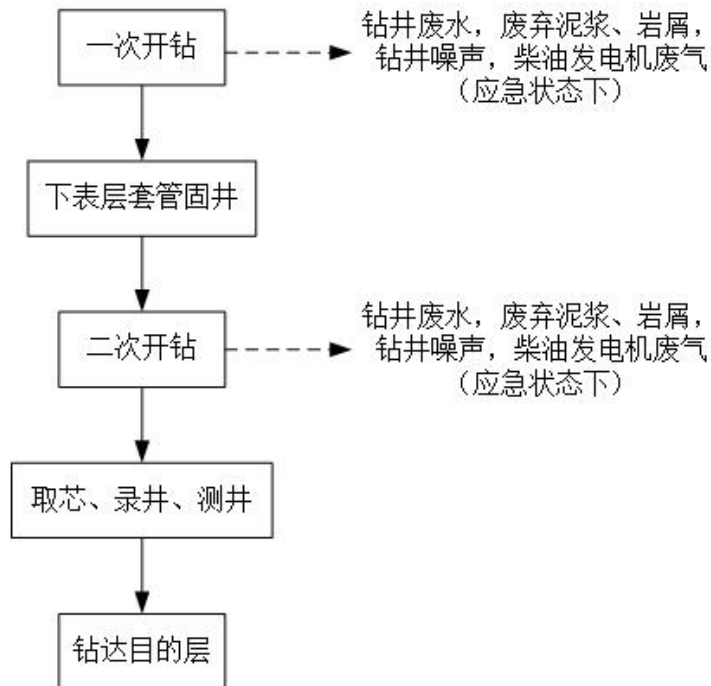 一次开钻
钻井废水，废弃泥浆、岩屑，
钻井噪声，柴油发电机废气
（应急状态下）
下表层套管固井
二次开钻
钻井废水，废弃泥浆、岩屑，
钻井噪声，柴油发电机废气
（应急状态下）
取芯、录井、测井
钻达目的层